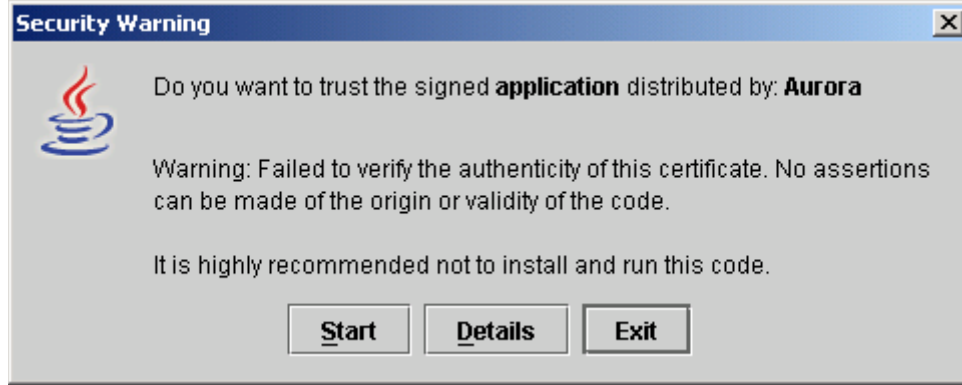 Security Warning
Do you want to trust the signed application distributed by: Aurora
Warning: Failed to verify the authenticity of this certificate. No assertions
can be made of the origin or validity of the code.
It is highly recommended not to install and run this code.
Start Details Exit